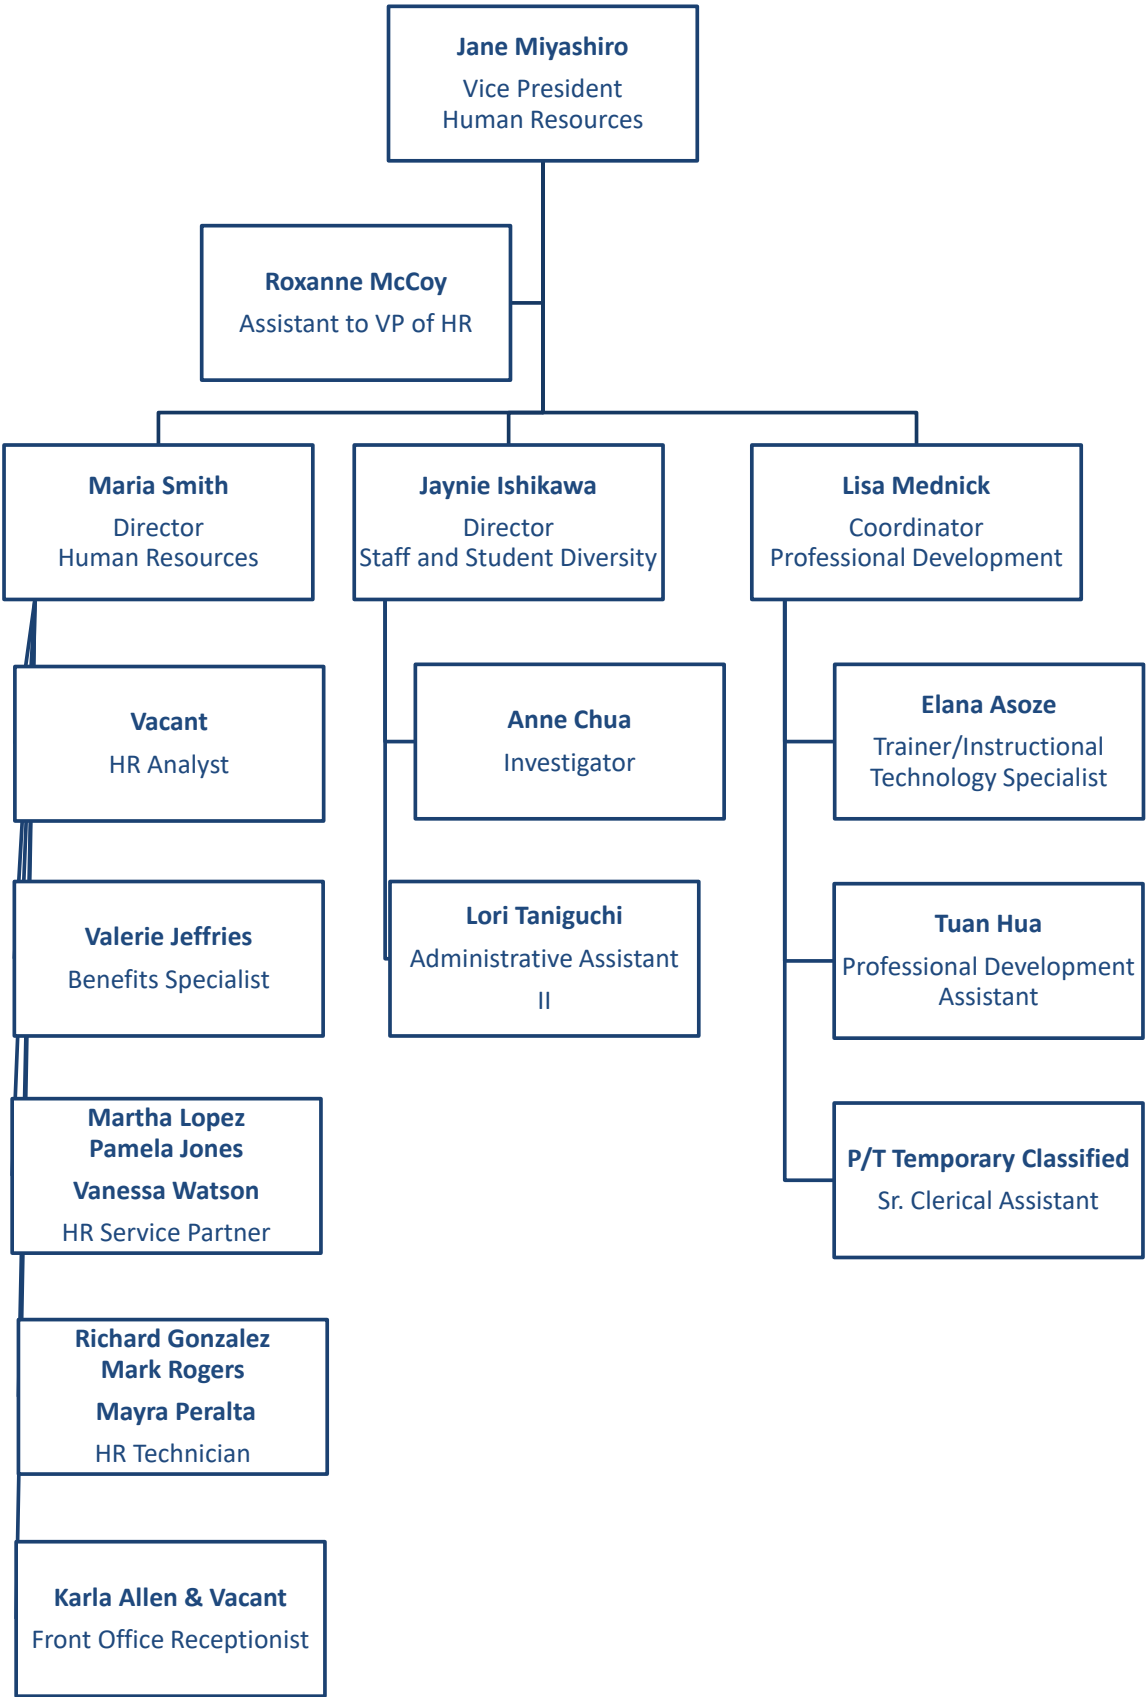 Jane Miyashiro
Vice President
Human Resources
Roxanne McCoy
Assistant to VP of HR
Maria Smith
Director
Human Resources
Jaynie Ishikawa
Director
Staff and Student Diversity
Lisa Mednick
Coordinator
Professional Development
Vacant
HR Analyst
Valerie Jeffries
Benefits Specialist
Martha Lopez
Pamela Jones
Vanessa Watson
HR Service Partner
Richard Gonzalez
Mark Rogers
Mayra Peralta
HR Technician
Karla Allen & Vacant
Front Office Receptionist
Anne Chua
Investigator
Lori Taniguchi
Administrative Assistant
II
Elana Asoze
Trainer/Instructional
Technology Specialist
Tuan Hua
Professional Development
Assistant
P/T Temporary Classified
Sr. Clerical Assistant